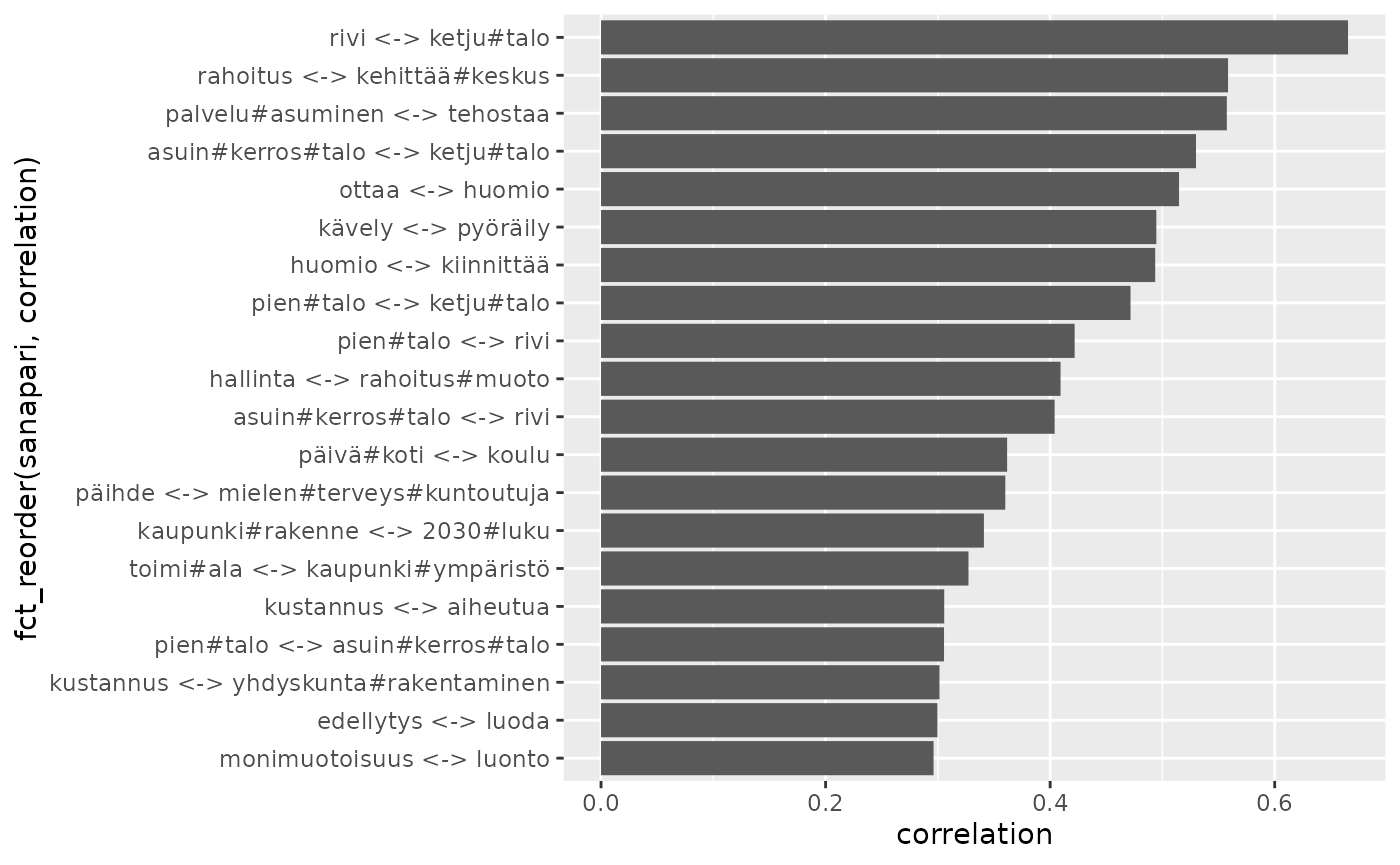 fct_reorder(sanapari, correlation)
rivi <-> ketju#talo
rahoitus <-> kehittää#keskus
palvelu#asuminen <-> tehostaa
asuin#kerros#talo <-> ketju#talo
ottaa <-> huomio
kävely <-> pyöräily
huomio <-> kiinnittää
pien#talo <-> ketju#talo
pien#talo <-> rivi
hallinta <-> rahoitus#muoto
asuin#kerros#talo <-> rivi
päivä#koti <-> koulu
päihde <-> mielen#terveys#kuntoutuja
kaupunki#rakenne <-> 2030#luku
toimi#ala <-> kaupunki#ympäristö
kustannus <-> aiheutua
pien#talo <-> asuin#kerros#talo
kustannus <-> yhdyskunta#rakentaminen
edellytys <-> luoda
monimuotoisuus <-> luonto
0.0 0.2 0.4 0.6
correlation